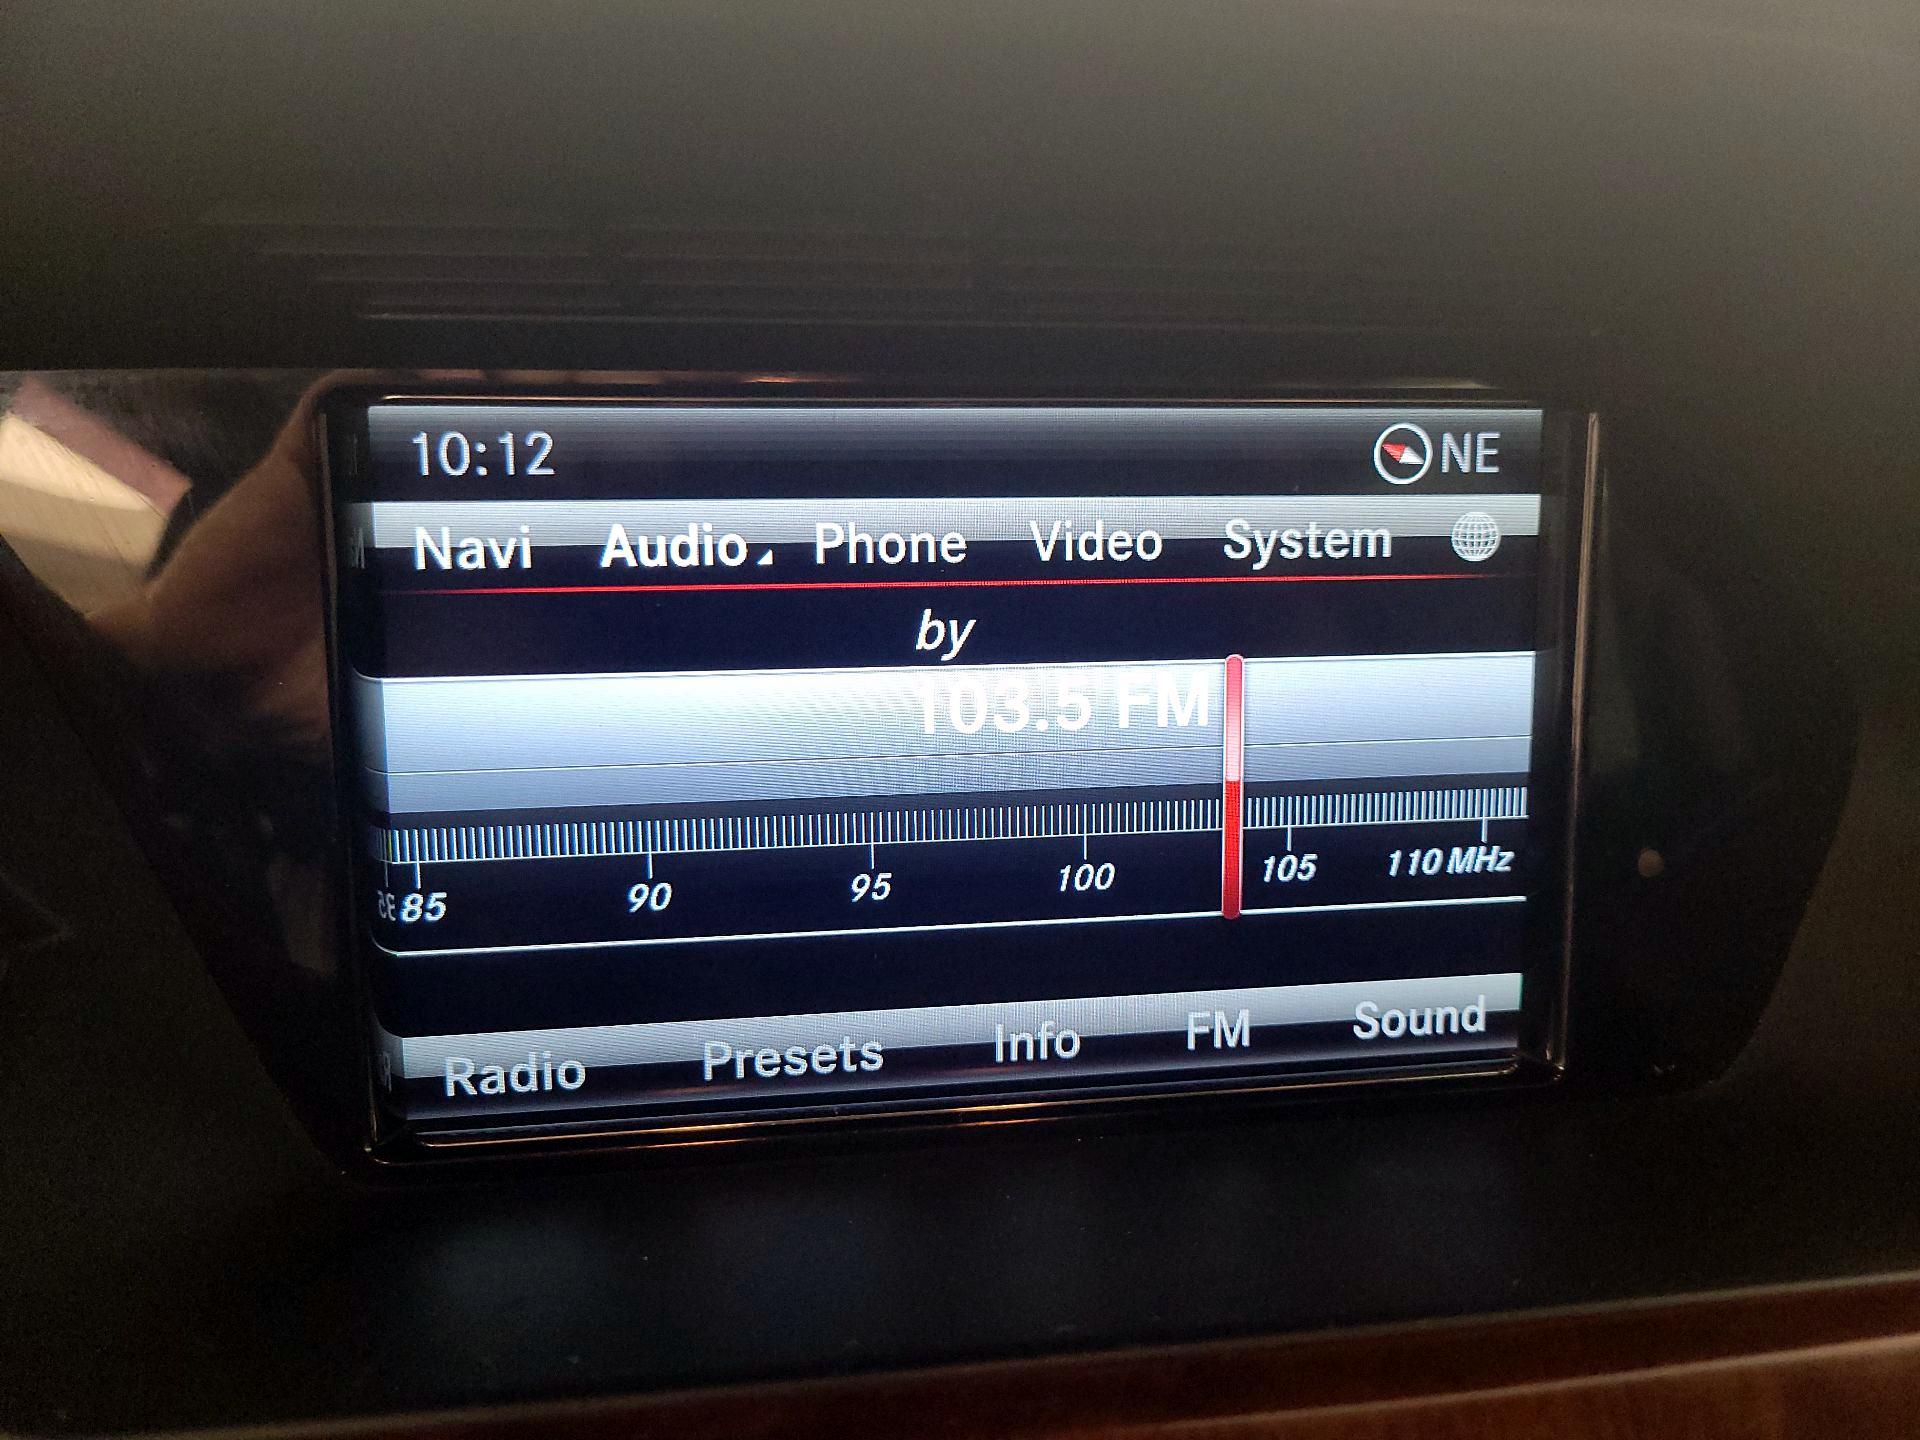 10:12 NE
Navi Audio Phone Video System
by
103.5 FM
85 90 95 100 105 110 MHz
Radio Presets Info FM Sound